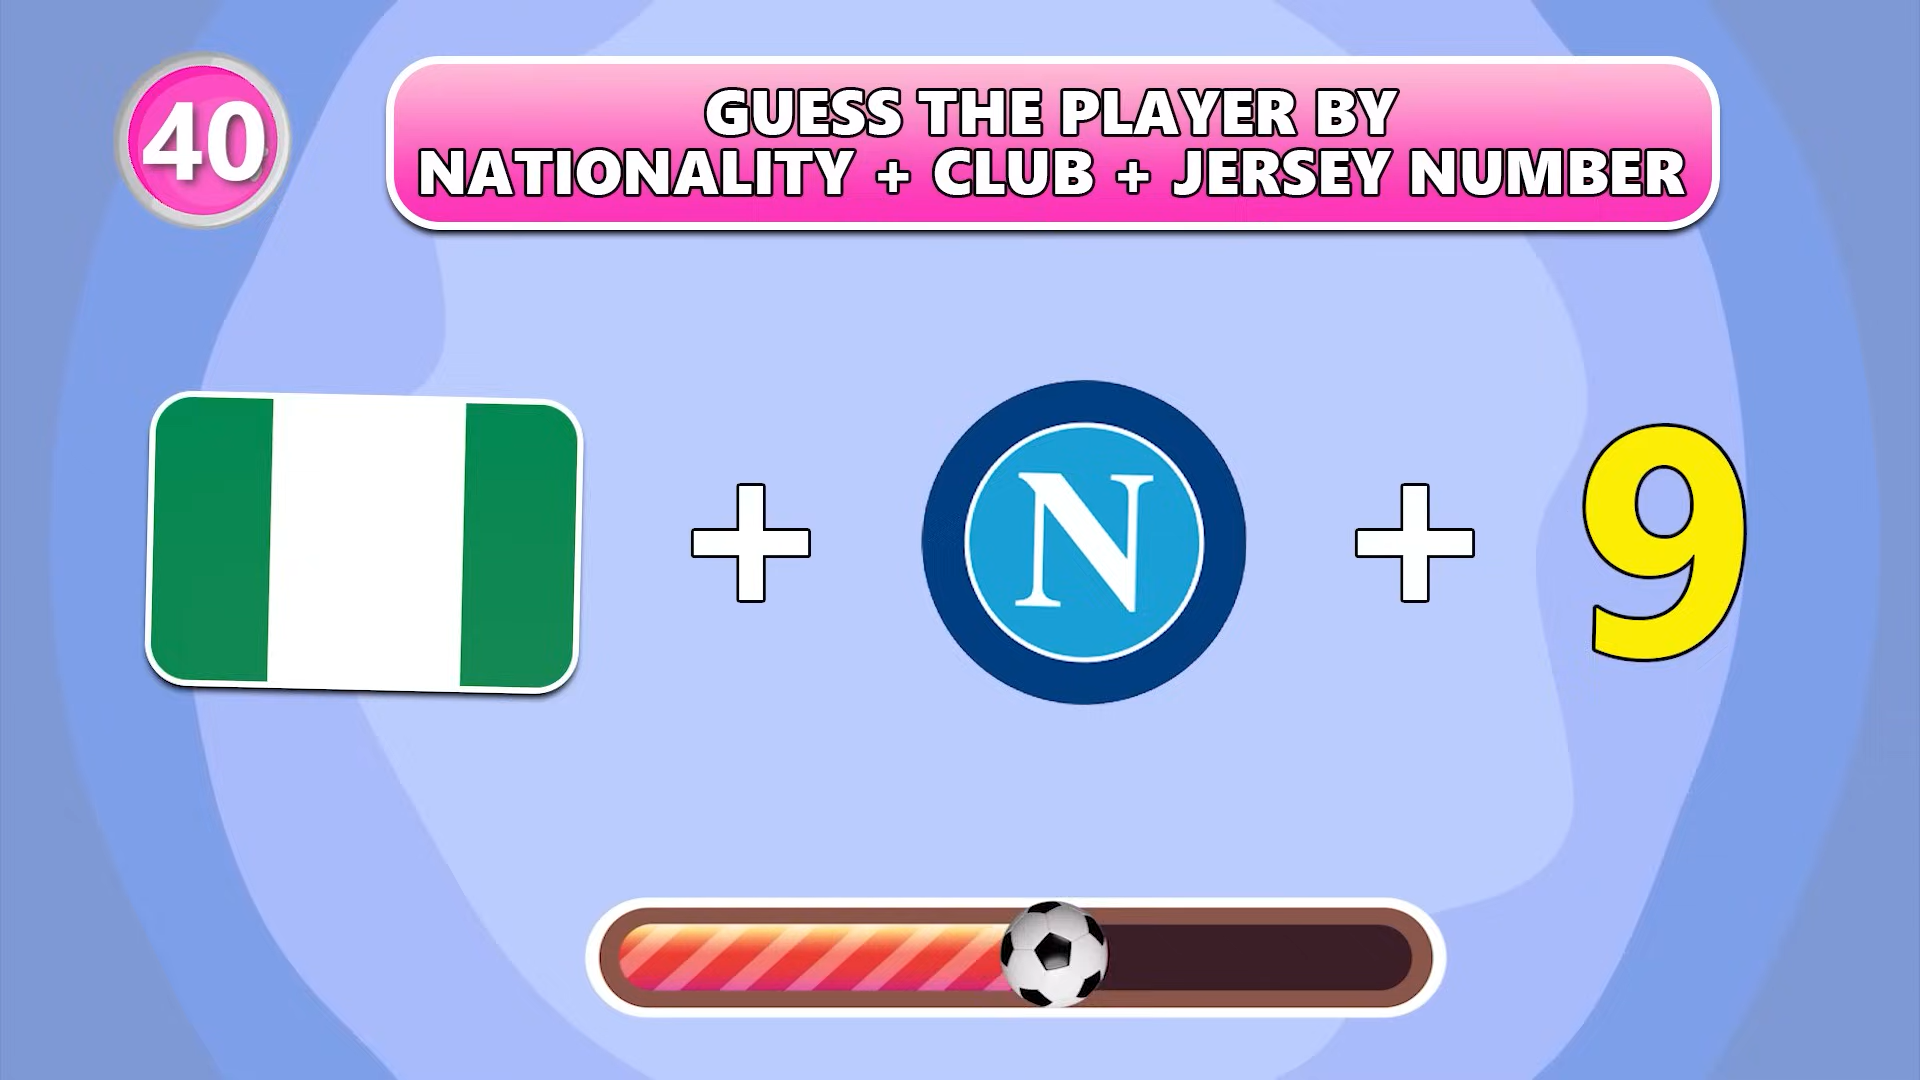 40
GUESS THE PLAYER BY
NATIONALITY + CLUB + JERSEY NUMBER
+ N + 9